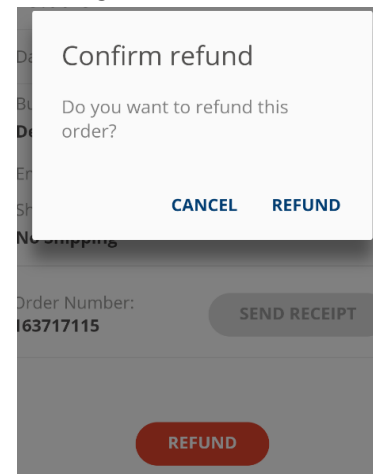 Da
Confirm refund
Do you want to refund this
order?
CANCEL
REFUND
No Shipping
Order Number:
163717115
SEND RECEIPT
REFUND